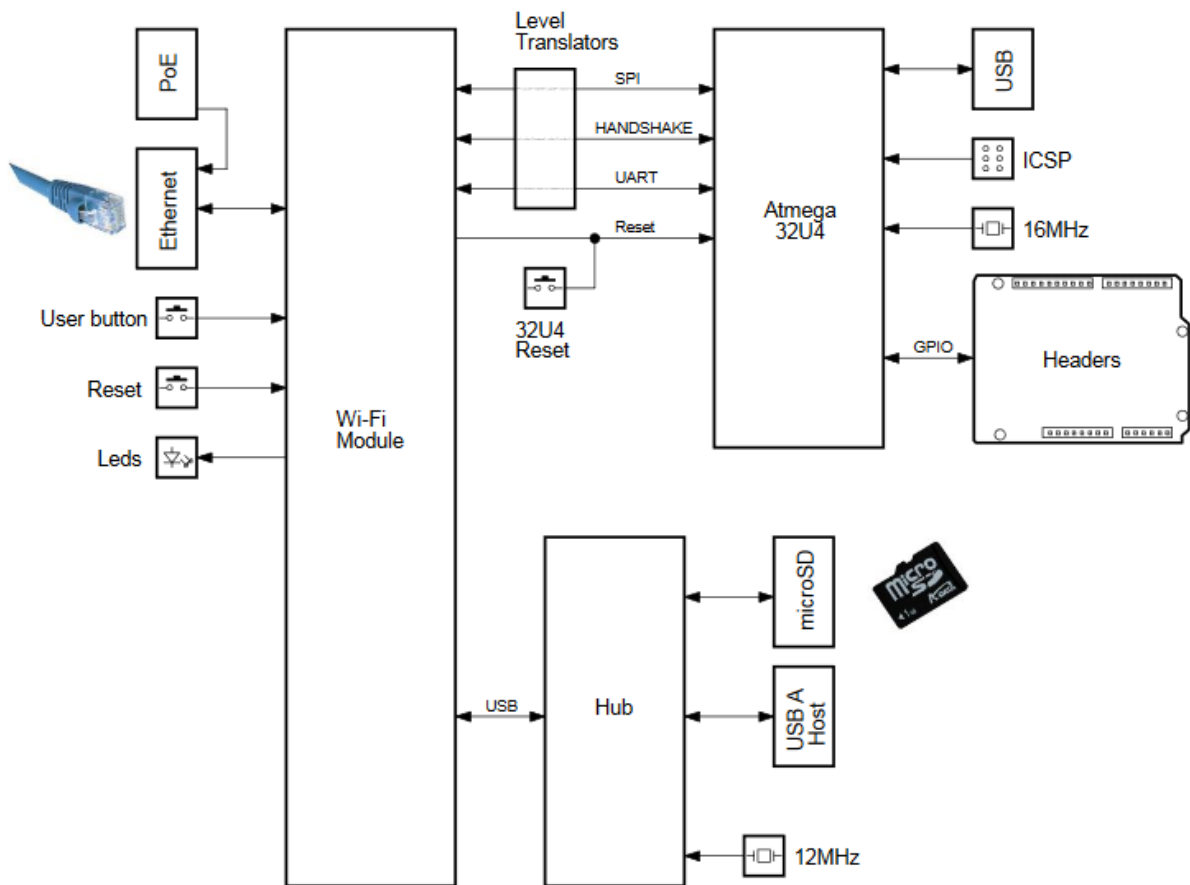 Level
Translators
PoE
SPI
USB
HANDSHAKE
ICSP
Ethernet
UART
Atmega
32U4
Reset
16MHz
User button
32U4
Reset
GPIO
Headers
Reset
Wi-Fi
Module
Leds
microSD
micro
SD
USB
Hub
USB A
Host
12MHz